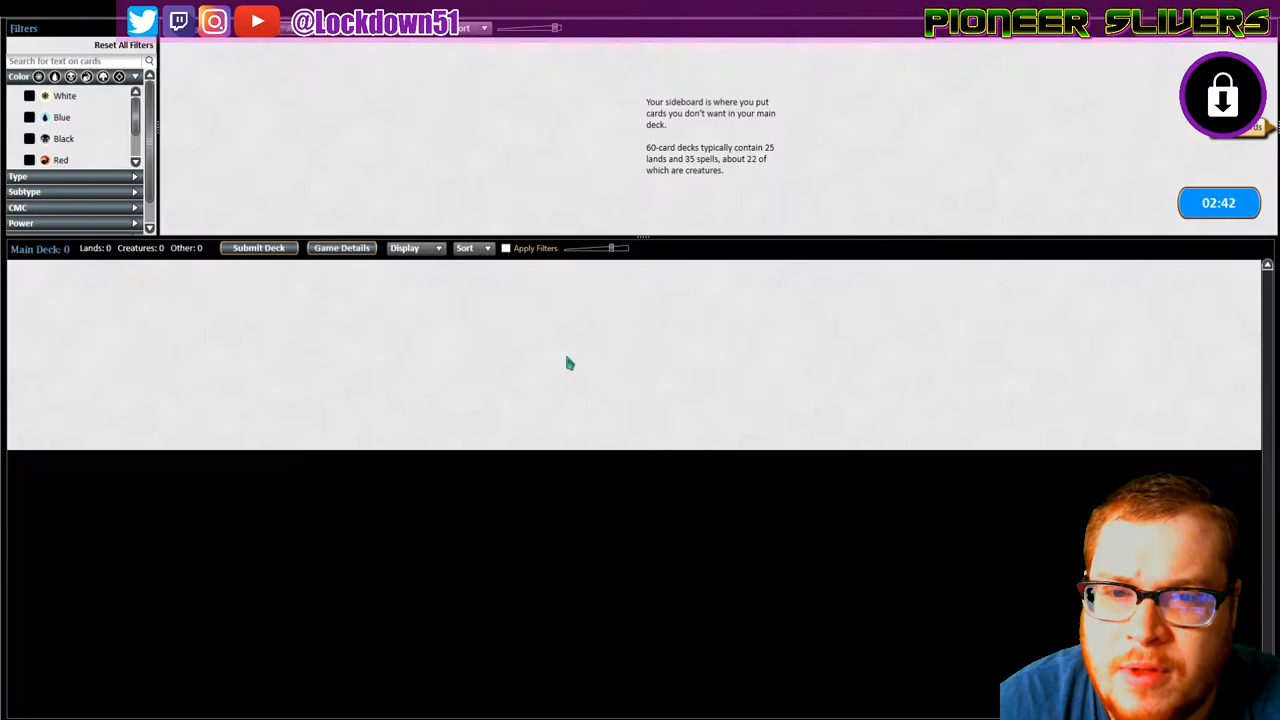 Filters
@Lockdown51
ort
PIONEER SLIVERS
Reset All Filters
Search for text on cards
Color
White
Blue
Black
Red
Type
Subtype
CMC
Power
Your sideboard is where you put
cards you don't want in your main
deck.
60-card decks typically contain 25
lands and 35 spells, about 22 of
which are creatures.
ds
02:42
Main Deck: 0 Lands: 0 Creatures: 0 Other: 0 Submit Deck Game Details Display Sort Apply Filters